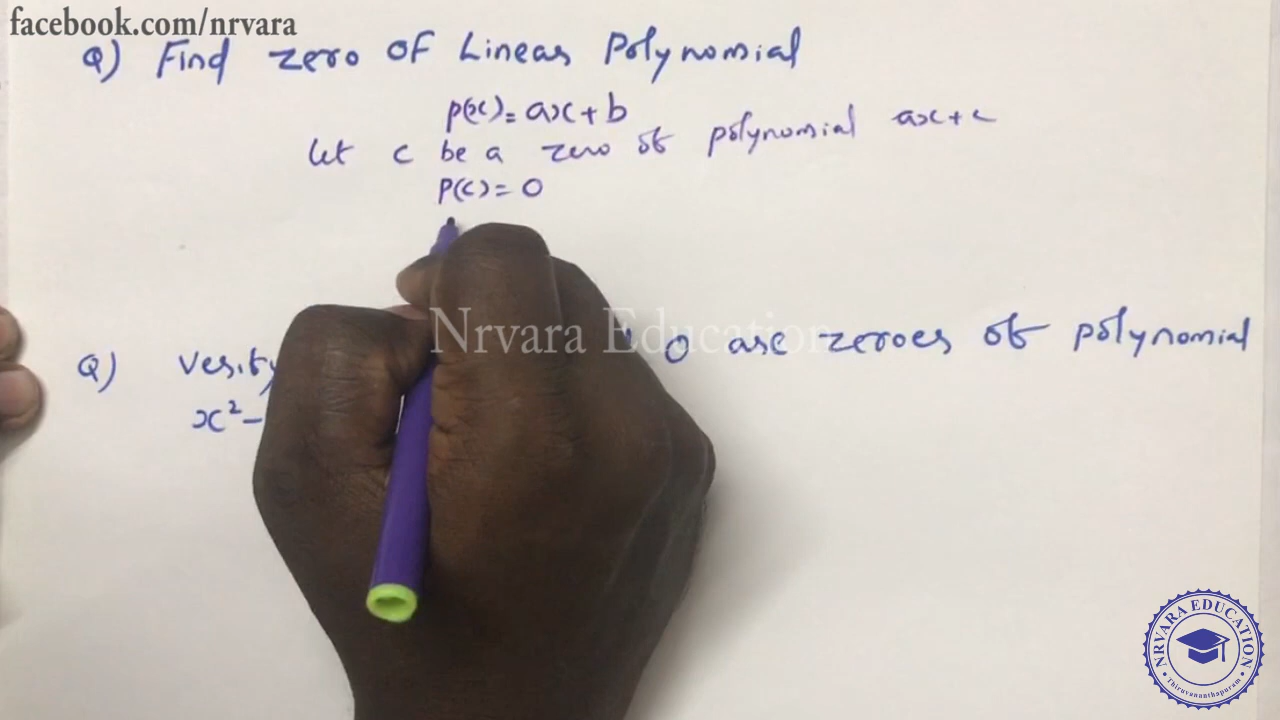 facebook.com/nrvara
Q) Find zero of Linear Polynomial
p(x) = ax + b
let c be a zero of polynomial ax + c
P(c) = 0
Nrvara Education
Q) Verify 0 are zeroes of polynomial
x² -
NRVARA EDUCATION
Thiruvananthapuram